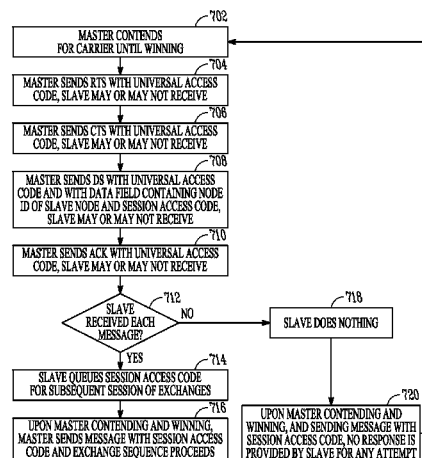 702
MASTER CONTENDS
FOR CARRIER UNTIL WINNING
704
MASTER SENDS RTS WITH UNIVERSAL ACCESS
CODE, SLAVE MAY OR MAY NOT RECEIVE
706
MASTER SENDS CTS WITH UNIVERSAL ACCESS
CODE, SLAVE MAY OR MAY NOT RECEIVE
708
MASTER SENDS DS WITH UNIVERSAL ACCESS
CODE AND WITH DATA FIELD CONTAINING NODE
ID OF SLAVE NODE AND SESSION ACCESS CODE,
SLAVE MAY OR MAY NOT RECEIVE
710
MASTER SENDS ACK WITH UNIVERSAL ACCESS
CODE, SLAVE MAY OR MAY NOT RECEIVE
712
SLAVE
RECEIVED EACH
MESSAGE?
NO
YES
718
SLAVE DOES NOTHING
714
SLAVE QUEUES SESSION ACCESS CODE
FOR SUBSEQUENT SESSION OF EXCHANGES
716
UPON MASTER CONTENDING AND WINNING,
MASTER SENDS MESSAGE WITH SESSION ACCESS
CODE AND EXCHANGE SEQUENCE PROCEEDS
720
UPON MASTER CONTENDING AND
WINNING, AND SENDING MESSAGE WITH
SESSION ACCESS CODE, NO RESPONSE IS
PROVIDED BY SLAVE FOR ANY ATTEMPT